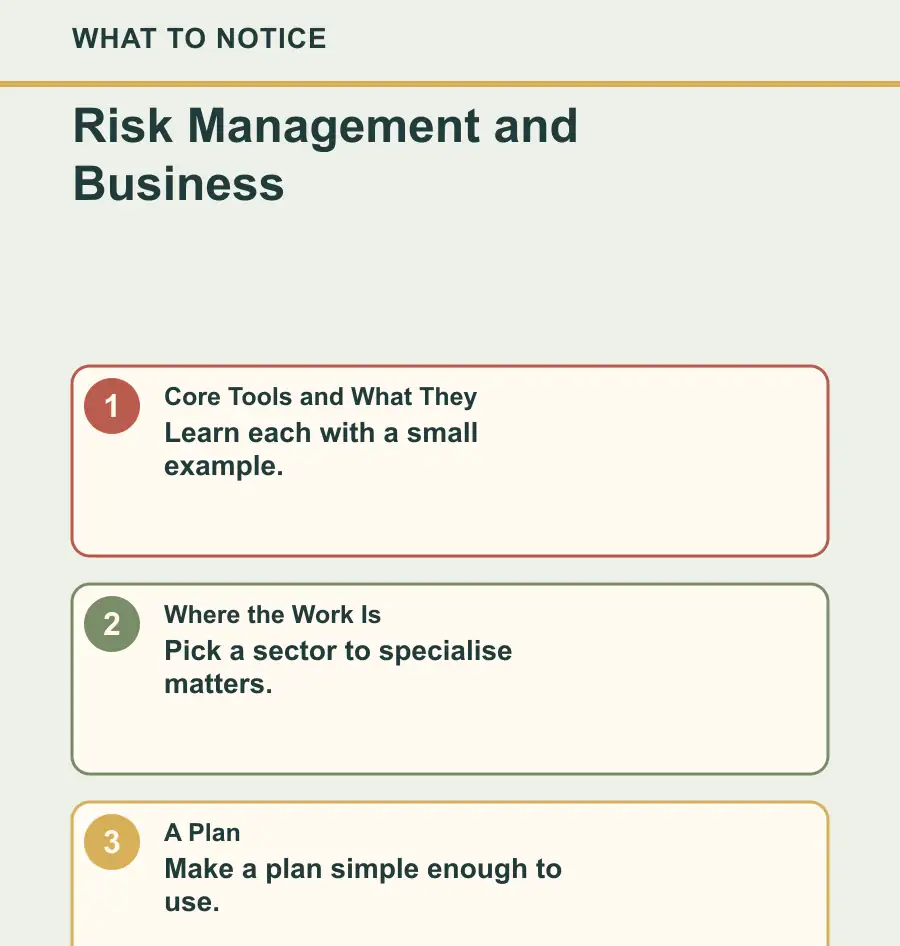 WHAT TO NOTICE
Risk Management and
Business
1
Core Tools and What They
Learn each with a small
example.
2
Where the Work Is
Pick a sector to specialise
matters.
3
A Plan
Make a plan simple enough to
use.